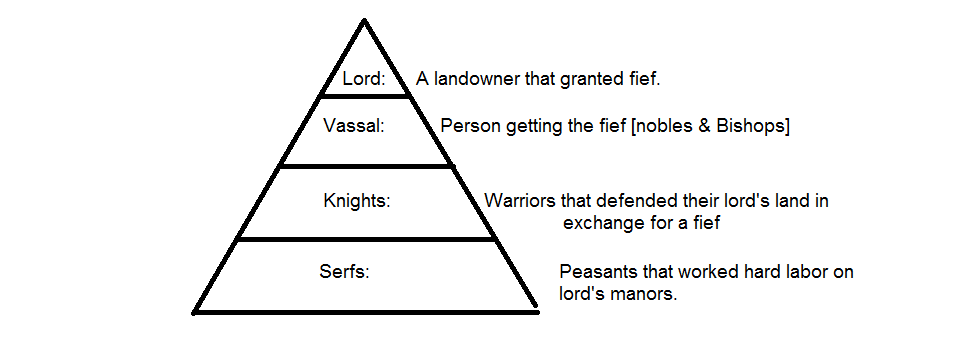 Lord: A landowner that granted fief.
Vassal: Person getting the fief [nobles & Bishops]
Knights: Warriors that defended their lord's land in
exchange for a fief
Serfs: Peasants that worked hard labor on
lord's manors.